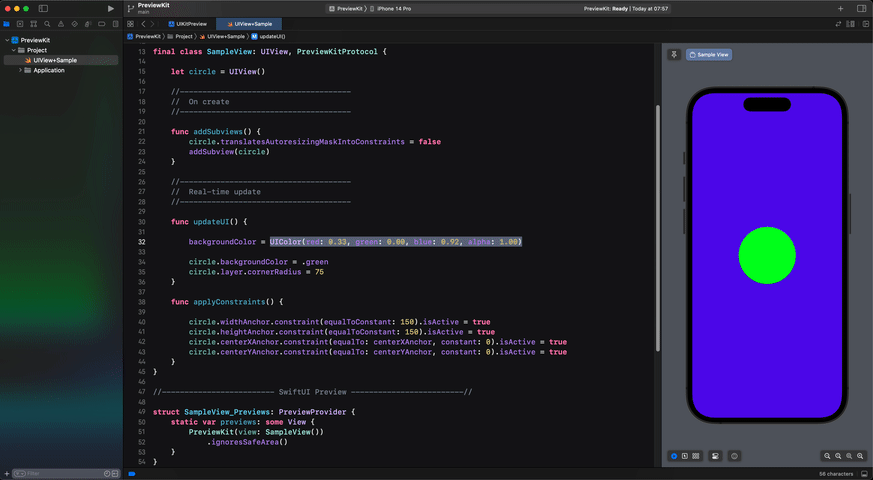 PreviewKit
main
PreviewKit
iPhone 14 Pro
PreviewKit: Ready | Today at 07:57
UIKitPreview
UIView+Sample
PreviewKit
Project
UIView+Sample
Application
PreviewKit
Project
UIView+Sample
updateUI()
13 final class SampleView: UIView, PreviewKitProtocol {
14
15 let circle = UIView()
16
17 //--------------------------------------
18 // On create
19 //--------------------------------------
20
21 func addSubviews() {
22 circle.translatesAutoresizingMaskIntoConstraints = false
23 addSubview(circle)
24 }
25
26 //--------------------------------------
27 // Real-time update
28 //--------------------------------------
29
30 func updateUI() {
31
32 backgroundColor = UIColor(red: 0.33, green: 0.00, blue: 0.92, alpha: 1.00)
33
34 circle.backgroundColor = .green
35 circle.layer.cornerRadius = 75
36 }
37
38 func applyConstraints() {
39
40 circle.widthAnchor.constraint(equalToConstant: 150).isActive = true
41 circle.heightAnchor.constraint(equalToConstant: 150).isActive = true
42 circle.centerXAnchor.constraint(equalTo: centerXAnchor, constant: 0).isActive = true
43 circle.centerYAnchor.constraint(equalTo: centerYAnchor, constant: 0).isActive = true
44 }
45 }
46
47 //------------------------- SwiftUI Preview -------------------------//
48
49 struct SampleView_Previews: PreviewProvider {
50 static var previews: some View {
51 PreviewKit(view: SampleView())
52 .ignoresSafeArea()
53 }
54 }
Sample View
Filter
56 characters